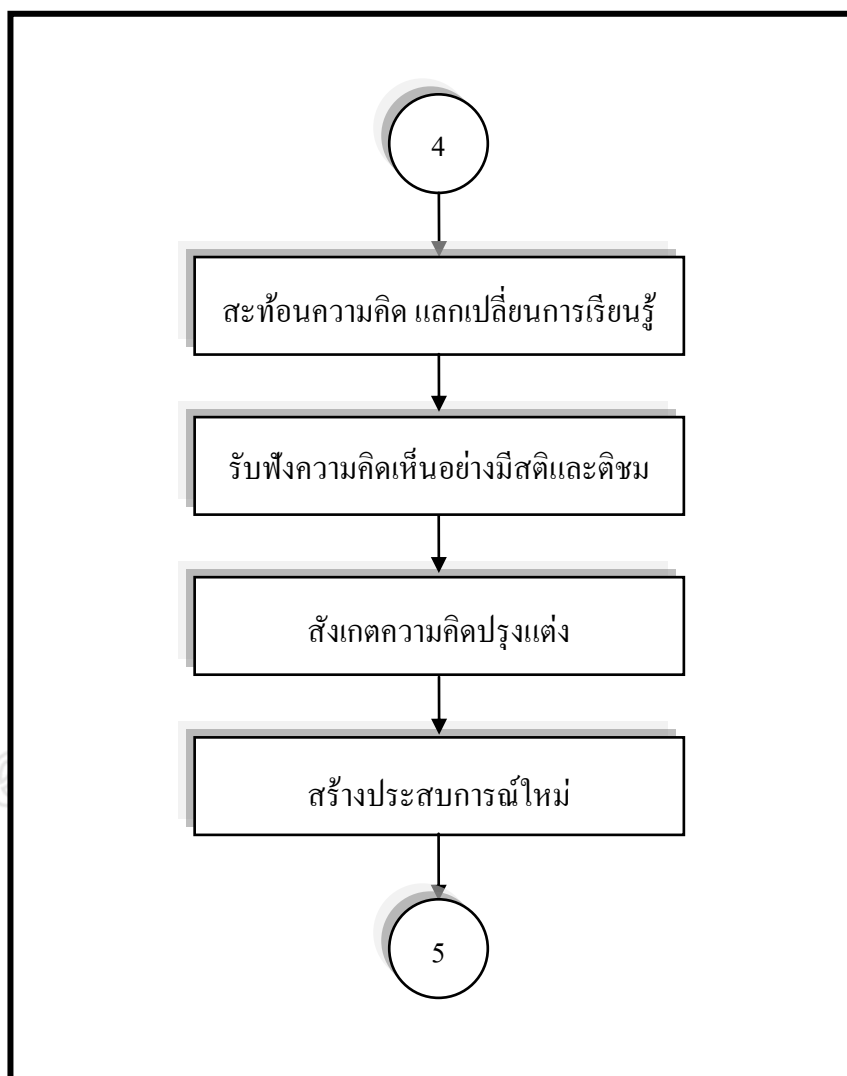 4
สะท้อนความคิด แลกเปลี่ยนการเรียนรู้
รับฟังความคิดเห็นอย่างมีสติและติชม
สังเกตความคิดปรุงแต่ง
สร้างประสบการณ์ใหม่
5